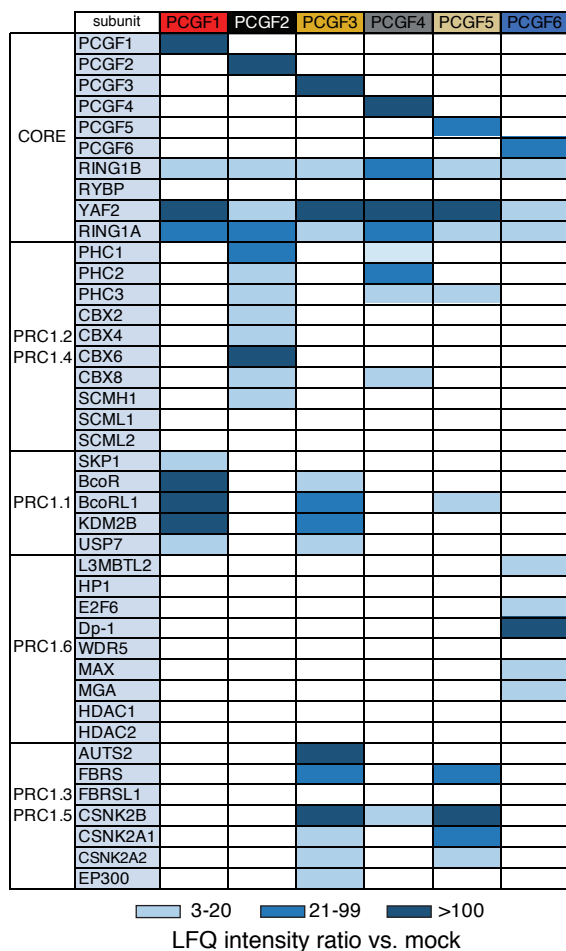 subunit PCGF1 PCGF2 PCGF3 PCGF4 PCGF5 PCGF6
CORE
PCGF1
PCGF2
PCGF3
PCGF4
PCGF5
PCGF6
RING1B
RYBP
YAF2
RING1A
PRC1.2
PRC1.4
PHC1
PHC2
PHC3
CBX2
CBX4
CBX6
CBX8
SCMH1
SCML1
SCML2
PRC1.1
SKP1
BcoR
BcoRL1
KDM2B
USP7
PRC1.6
L3MBTL2
HP1
E2F6
Dp-1
WDR5
MAX
MGA
HDAC1
HDAC2
PRC1.3
PRC1.5
AUTS2
FBRS
FBRSL1
CSNK2B
CSNK2A1
CSNK2A2
EP300
3-20 21-99 >100
LFQ intensity ratio vs. mock